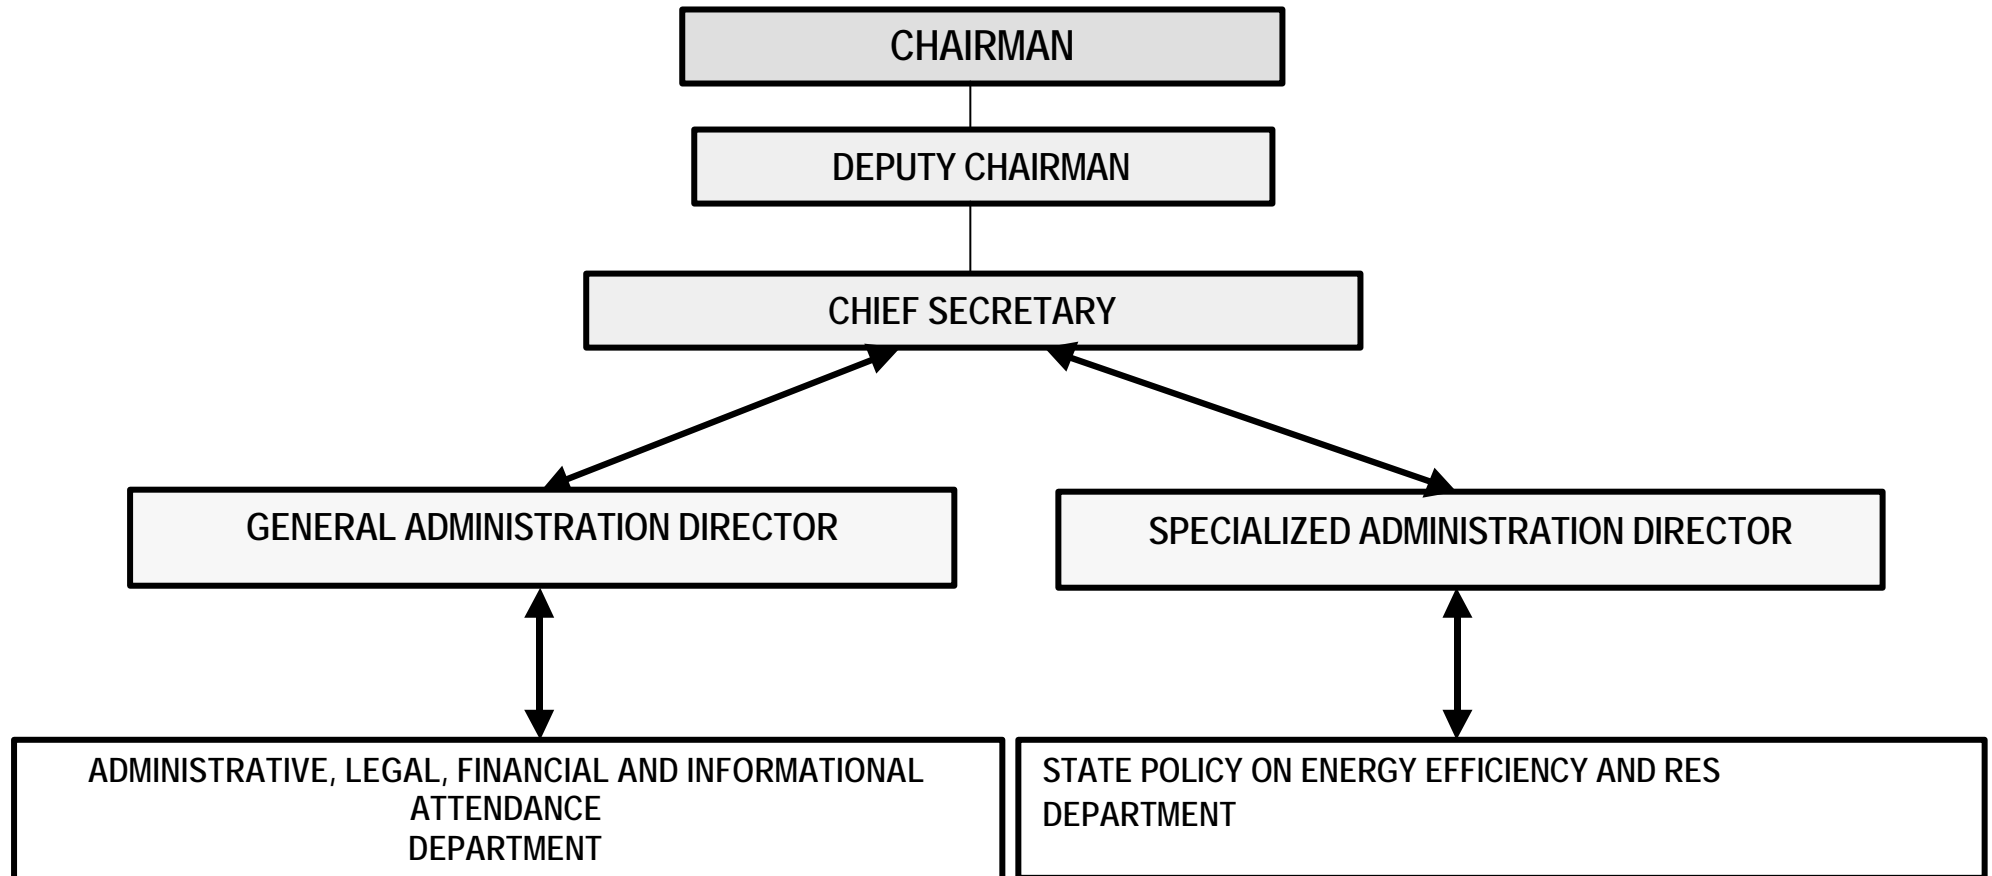 CHAIRMAN
DEPUTY CHAIRMAN
CHIEF SECRETARY
GENERAL ADMINISTRATION DIRECTOR
SPECIALIZED ADMINISTRATION DIRECTOR
ADMINISTRATIVE, LEGAL, FINANCIAL AND INFORMATIONAL
ATTENDANCE
DEPARTMENT
STATE POLICY ON ENERGY EFFICIENCY AND RES
DEPARTMENT